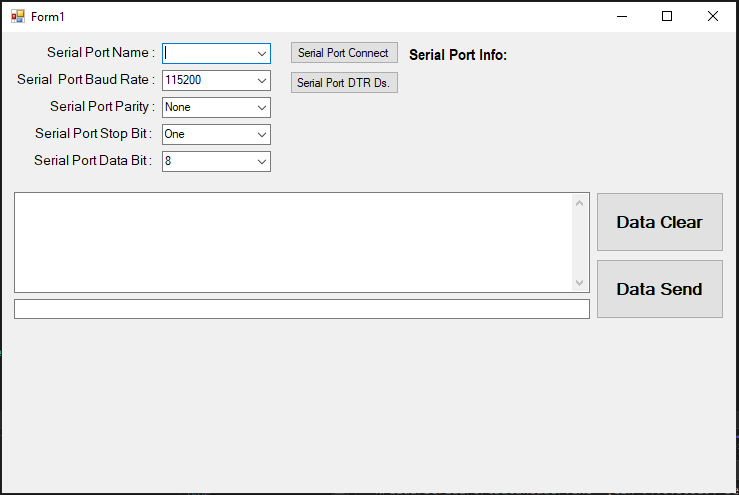 Form1
Serial Port Name :
Serial Port Connect
Serial Port Info:
Serial Port Baud Rate :
115200
Serial Port DTR Ds.
Serial Port Parity :
None
Serial Port Stop Bit :
One
Serial Port Data Bit :
8
Data Clear
Data Send